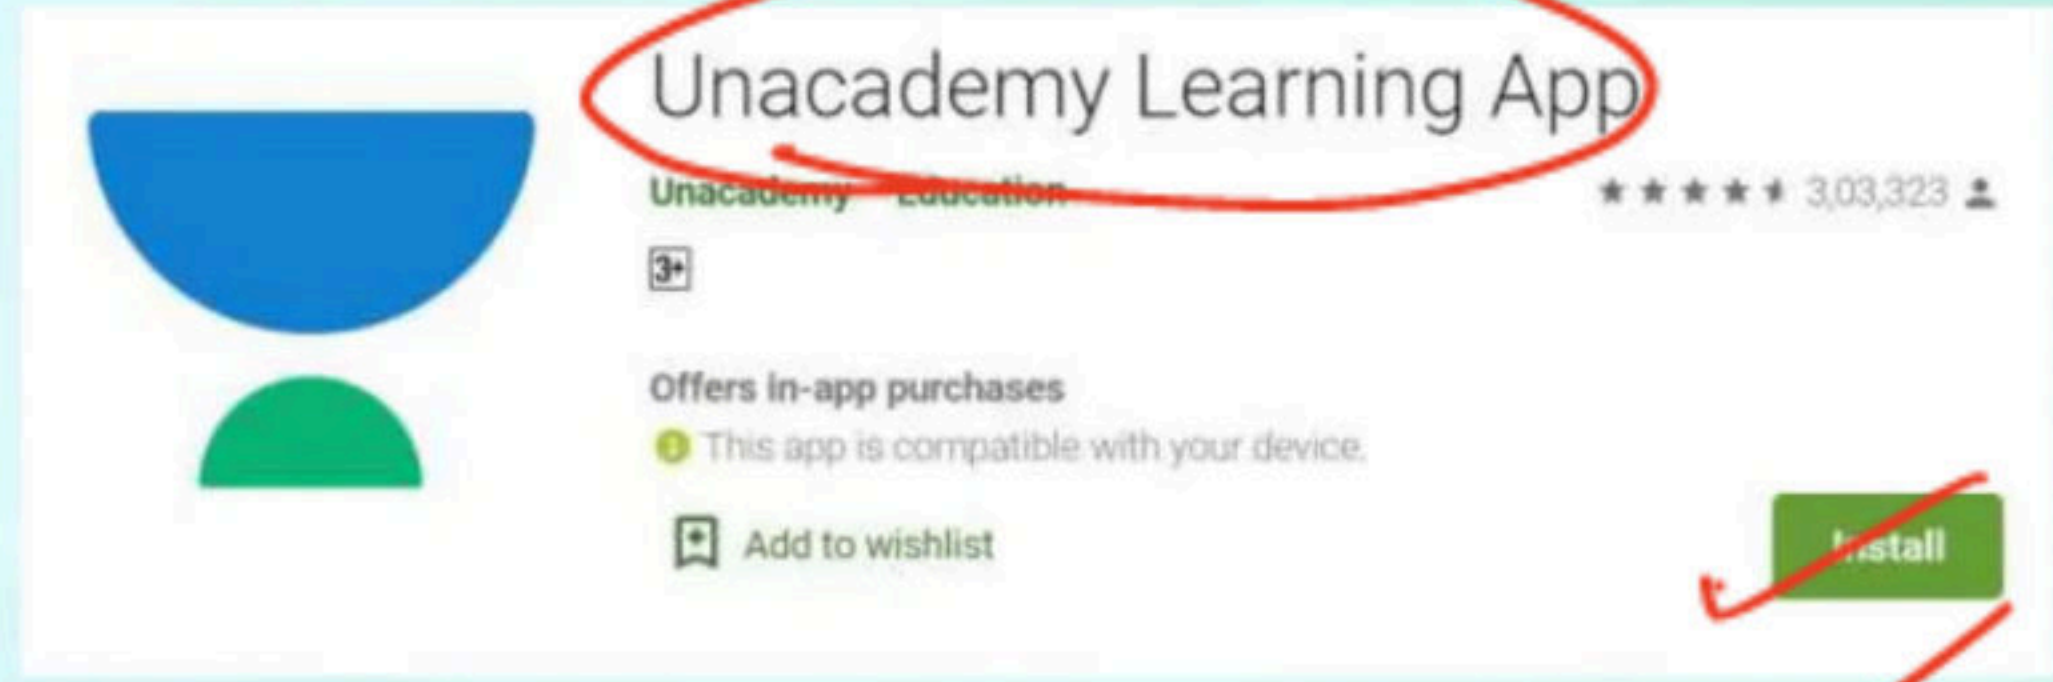 Unacademy Learning App
Unacademy Education
3,03,323
3+
Offers in-app purchases
This app is compatible with your device.
Add to wishlist
Install